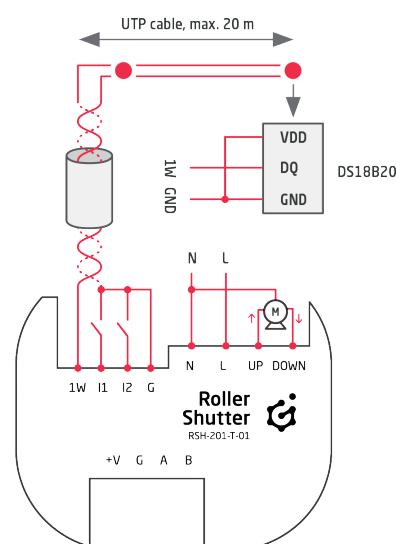 UTP cable, max. 20 m
VDD
1W
DQ
DS18B20
GND
GND
N L
M
N L UP DOWN
1W I1 I2 G
Roller
Shutter
RSH-201-T-01
+V G A B